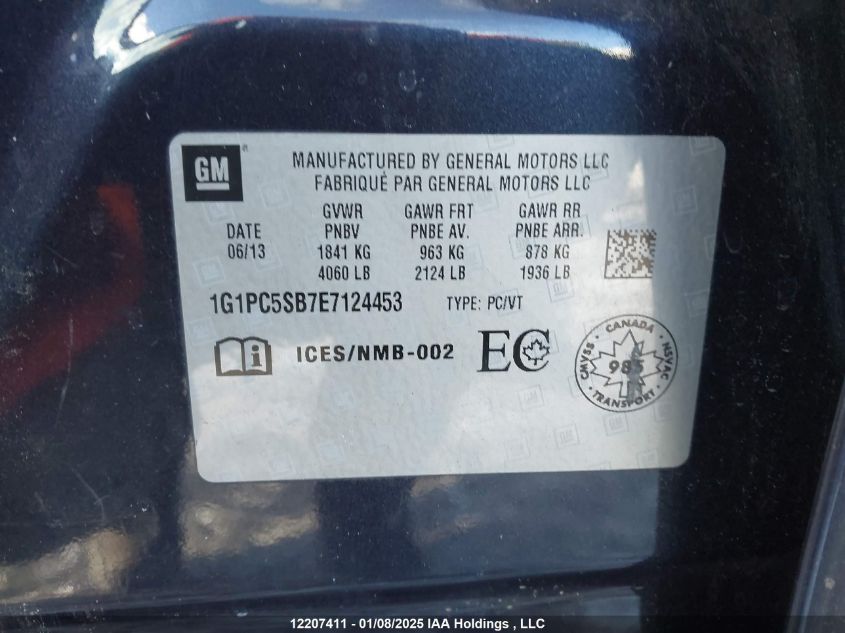 GM
MANUFACTURED BY GENERAL MOTORS LLC
FABRIQUÉ PAR GENERAL MOTORS LLC
DATE
06/13
GVWR
PNBV
1841 KG
4060 LB
GAWR FRT
PNBE AV.
963 KG
2124 LB
GAWR RR
PNBE ARR.
878 KG
1936 LB
1G1PC5SB7E7124453 TYPE: PC/VT
i ICES/NMB-002 EC
CANADA
CMVSS
NSVAC
985
TRANSPORT
12207411 - 01/08/2025 IAA Holdings , LLC